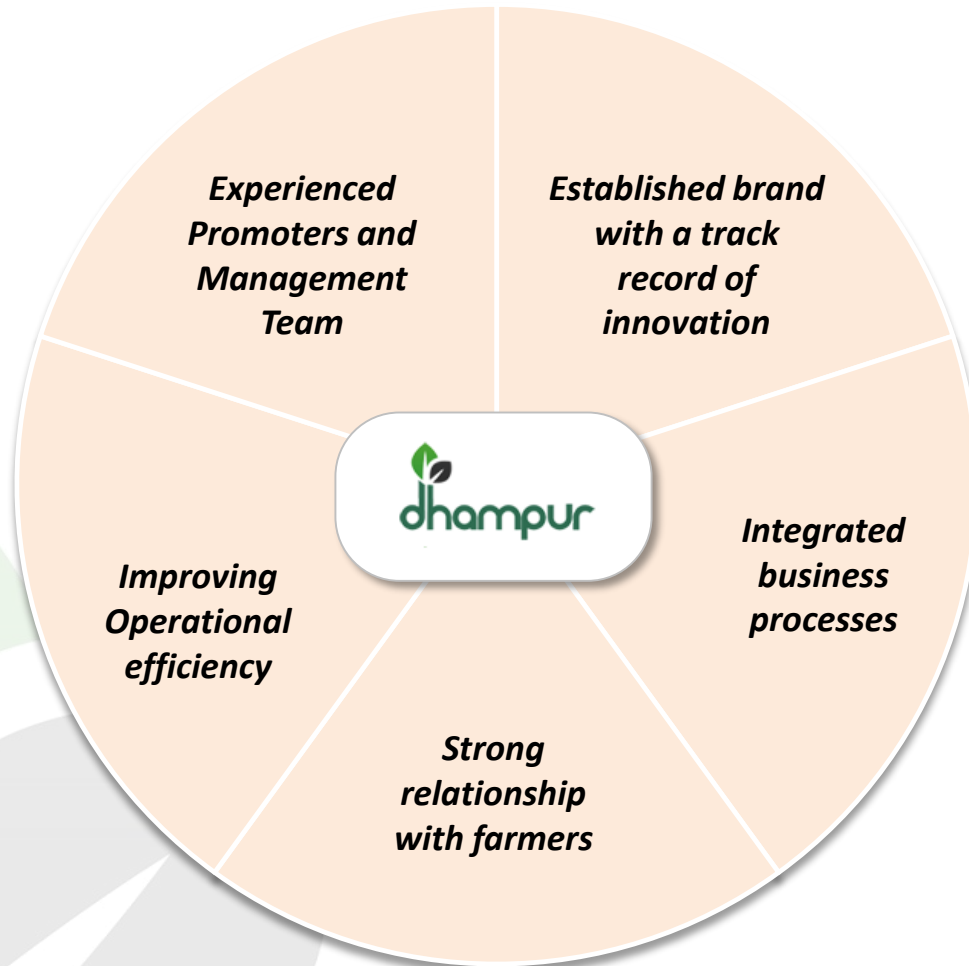 Experienced
Promoters and
Management
Team
Established brand
with a track
record of
innovation
dhampur
Integrated
business
processes
Improving
Operational
efficiency
Strong
relationship
with farmers